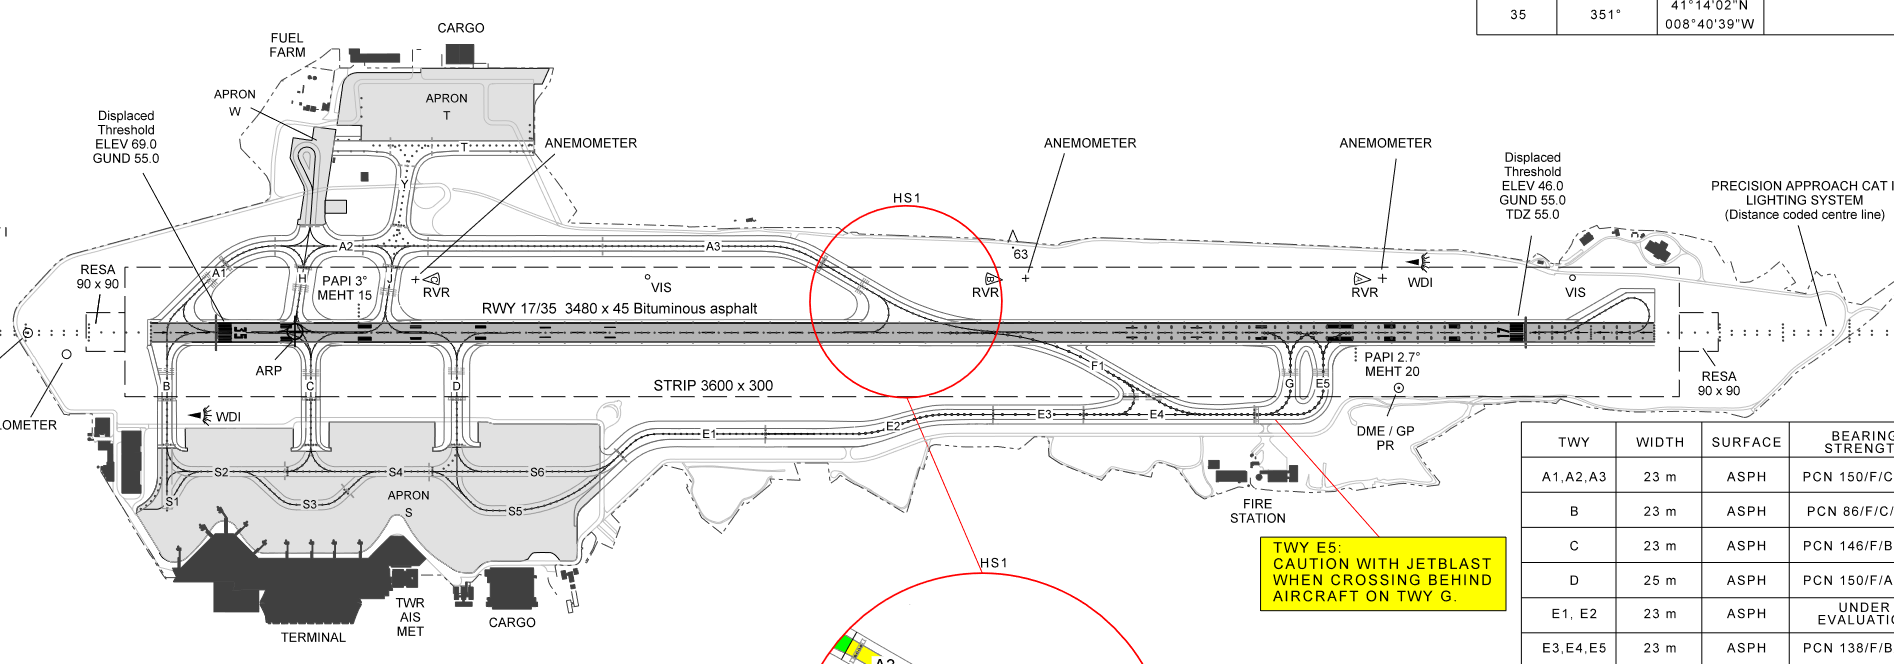 35
351°
41°14'02"N
008°40'39"W
CARGO
FUEL
FARM
APRON
W
APRON
T
Displaced
Threshold
ELEV 69.0
GUND 55.0
T
ANEMOMETER
ANEMOMETER
ANEMOMETER
Displaced
Threshold
ELEV 46.0
GUND 55.0
TDZ 55.0
PRECISION APPROACH CAT I
LIGHTING SYSTEM
(Distance coded centre line)
Y
HS1
A2
A3
63
A1
H
J
RESA
90 x 90
PAPI 3°
MEHT 15
RVR
VIS
RVR
RVR
WDI
VIS
RWY 17/35 3480 x 45 Bituminous asphalt
35
17
ARP
B
C
D
STRIP 3600 x 300
F1
G
E5
PAPI 2.7°
MEHT 20
RESA
90 x 90
WDI
LOMETER
E1
E2
E3
E4
DME / GP
PR
S2
S4
S6
S1
S3
S5
APRON
S
FIRE
STATION
TWY E5:
CAUTION WITH JETBLAST
WHEN CROSSING BEHIND
AIRCRAFT ON TWY G.
HS1
TERMINAL
TWR
AIS
MET
CARGO
TWY WIDTH SURFACE BEARING
STRENGT
A1,A2,A3 23 m ASPH PCN 150/F/C
B 23 m ASPH PCN 86/F/C/
C 23 m ASPH PCN 146/F/B
D 25 m ASPH PCN 150/F/A
E1, E2 23 m ASPH UNDER
EVALUATIO
E3,E4,E5 23 m ASPH PCN 138/F/B